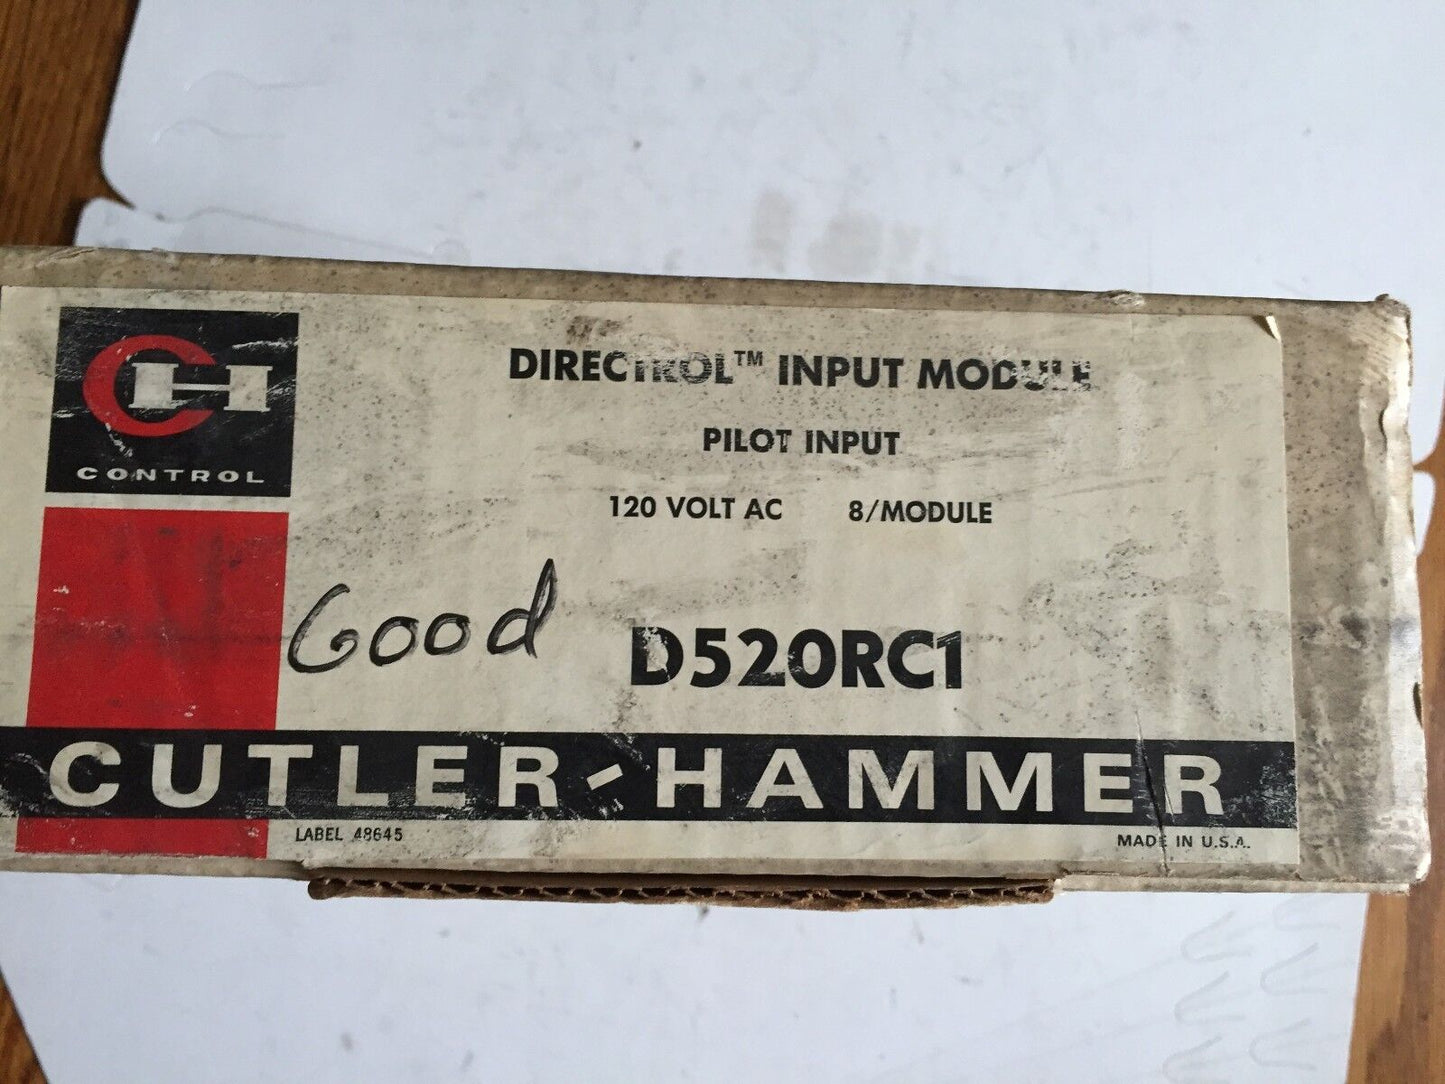 CH
CONTROL
DIRECTROL™ INPUT MODULE
PILOT INPUT
120 VOLT AC 8/MODULE
Good
D520RC1
CUTLER-HAMMER
LABEL 48645
MADE IN U.S.A.